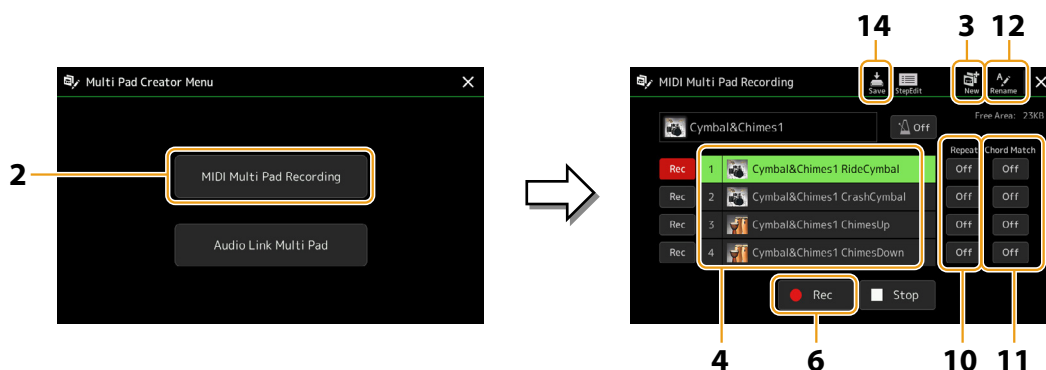 14 3 12
Multi Pad Creator Menu
MIDI Multi Pad Recording
Save StepEdit New Rename
Free Area: 23KB
Cymbal&Chimes1 Off
Repeat Chord Match
2 MIDI Multi Pad Recording
Rec 1 Cymbal&Chimes1 RideCymbal Off Off
Rec 2 Cymbal&Chimes1 CrashCymbal Off Off
Rec 3 Cymbal&Chimes1 ChimesUp Off Off
Audio Link Multi Pad
Rec 4 Cymbal&Chimes1 ChimesDown Off Off
Rec Stop
4 6 10 11